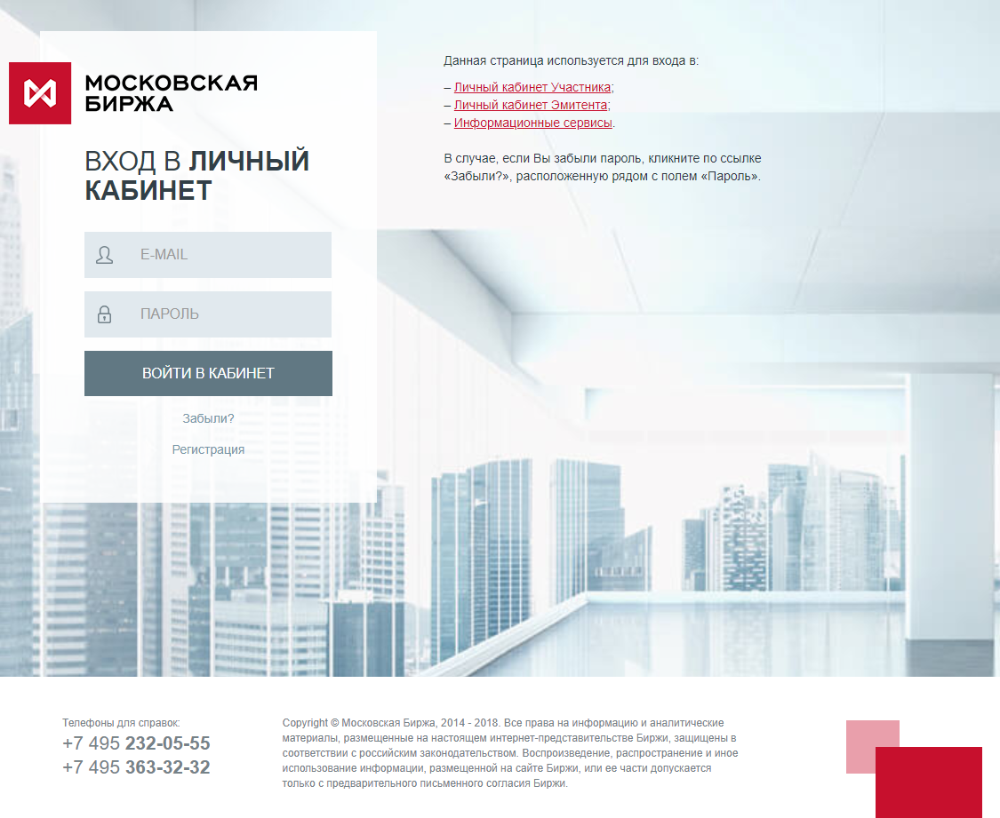 МОСКОВСКАЯ
БИРЖА
ВХОД В ЛИЧНЫЙ
КАБИНЕТ
E-MAIL
ПАРОЛЬ
ВОЙТИ В КАБИНЕТ
Забыли?
Регистрация
Данная страница используется для входа в:
– Личный кабинет Участника;
– Личный кабинет Эмитента;
– Информационные сервисы.
В случае, если Вы забыли пароль, кликните по ссылке
«Забыли?», расположенную рядом с полем «Пароль».
Телефоны для справок:
+7 495 232-05-55
+7 495 363-32-32
Copyright © Московская Биржа, 2014 - 2018. Все права на информацию и аналитические
материалы, размещенные на настоящем интернет-представительстве Биржи, защищены в
соответствии с российским законодательством. Воспроизведение, распространение и иное
использование информации, размещенной на сайте Биржи, или ее части допускается
только с предварительного письменного согласия Биржи.